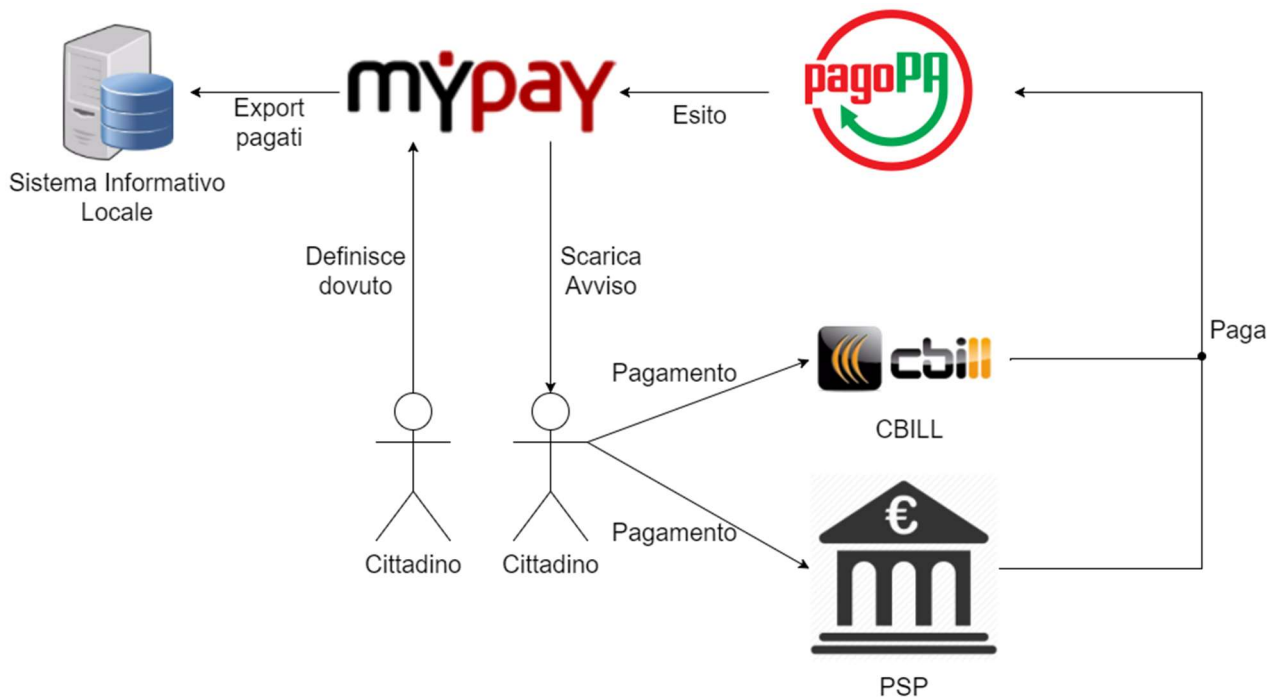 mypay
pagoPA
Export
pagati
Esito
Sistema Informativo
Locale
Definisce
dovuto
Scarica
Avviso
Paga
Pagamento
cbill
CBILL
Pagamento
€
Cittadino
Cittadino
PSP